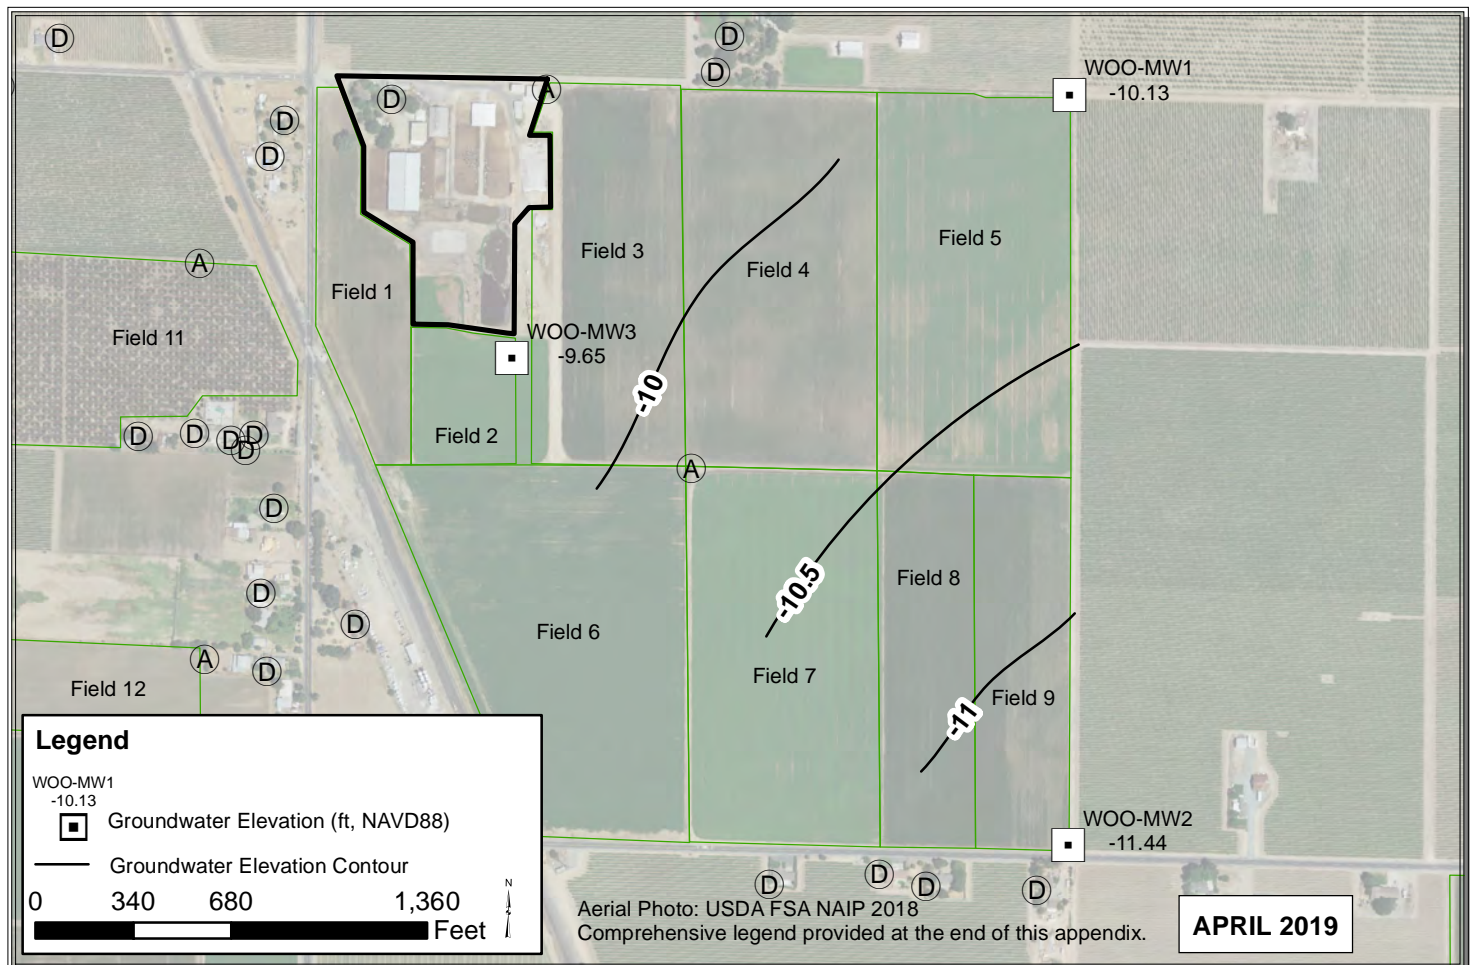 D
D
D
WOO-MW1
-10.13
D
A
D
D
A
Field 5
Field 3
Field 4
Field 1
WOO-MW3
-9.65
Field 11
-10
D
D
D
D
D
Field 2
A
D
Field 8
-10.5
D
D
Field 6
A
D
Field 7
Field 12
Field 9
-11
WOO-MW2
-11.44
D
D
D
D
Legend
WOO-MW1
-10.13
Groundwater Elevation (ft, NAVD88)
Groundwater Elevation Contour
0 340 680 1,360
Feet
N
Aerial Photo: USDA FSA NAIP 2018
Comprehensive legend provided at the end of this appendix.
APRIL 2019